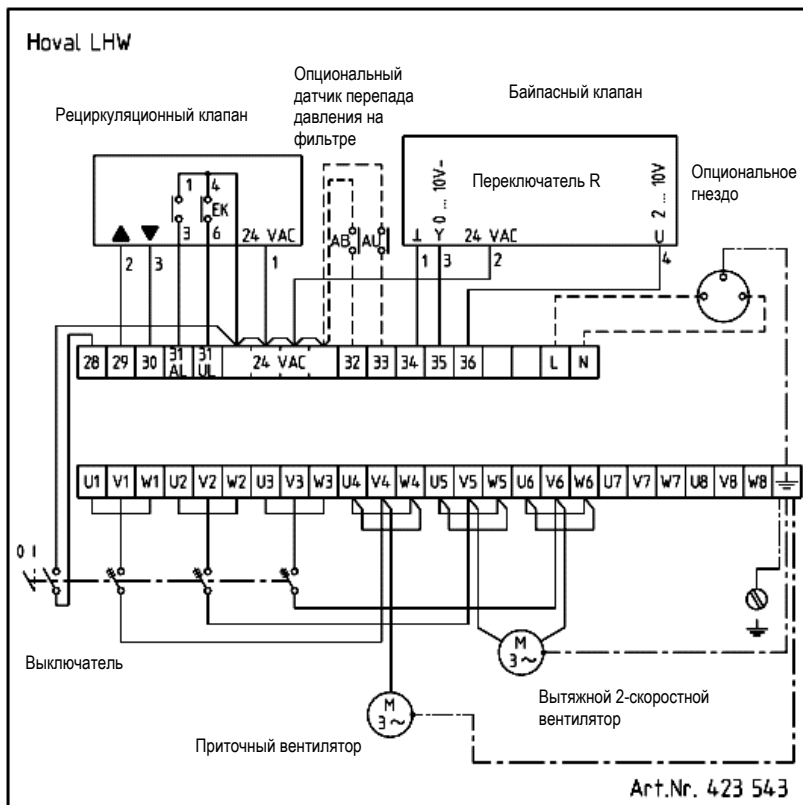 Hoval LHW
Опциональный
датчик перепада
давления на
фильтре
Байпасный клапан
Рециркуляционный клапан
Опциональное
гнездо
Переключатель R
0 ... 10V-
2 ... 10V
1 4
EK
3 6 24 VAC
AB AU
⊥ Y 24 VAC U
2 3 1
1 3 2 4
28 29 30 31 AL 31 UL 24 VAC 32 33 34 35 36 L N
U1 V1 W1 U2 V2 W2 U3 V3 W3 U4 V4 W4 U5 V5 W5 U6 V6 W6 U7 V7 W7 U8 V8 W8
0 I
Выключатель
M
3~
Вытяжной 2-скоростной
вентилятор
M
3~
Приточный вентилятор
Art.Nr. 423 543